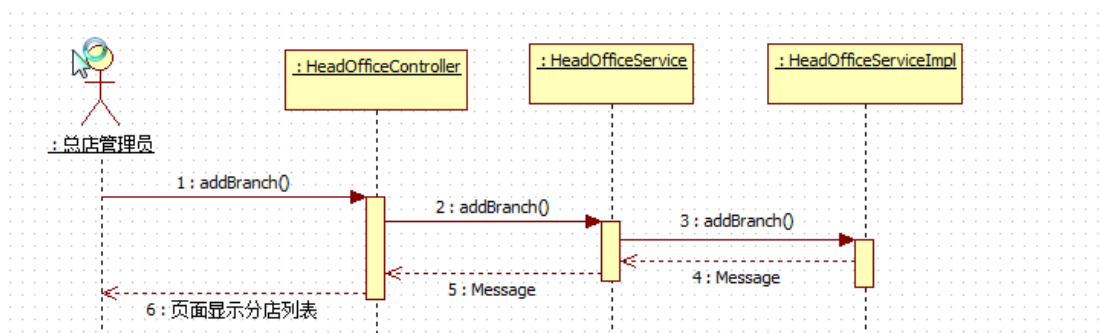 : HeadOfficeController
: HeadOfficeService
: HeadOfficeServiceImpl
: 总店管理员
1 : addBranch()
2 : addBranch()
3 : addBranch()
4 : Message
5 : Message
6 : 页面显示分店列表